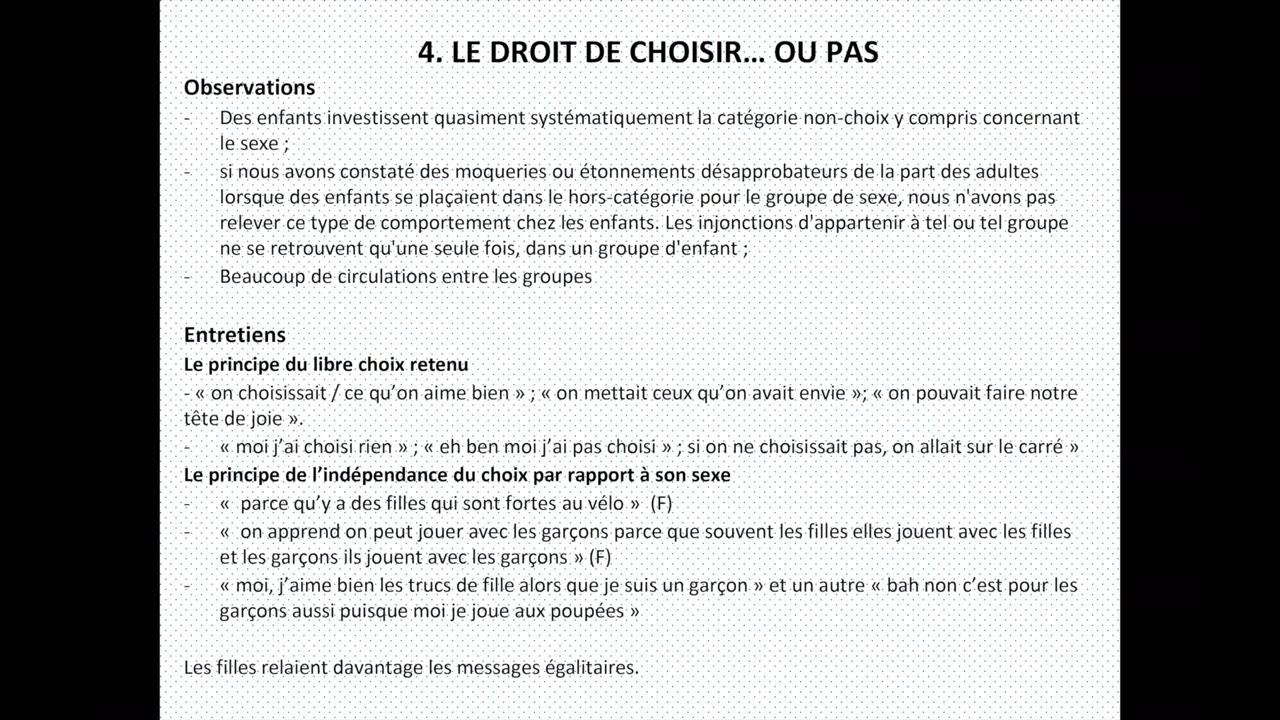 4. LE DROIT DE CHOISIR... OU PAS
Observations
- Des enfants investissent quasiment systématiquement la catégorie non-choix y compris concernant
le sexe ;
- si nous avons constaté des moqueries ou étonnements désapprobateurs de la part des adultes
lorsque des enfants se plaçaient dans le hors-catégorie pour le groupe de sexe, nous n'avons pas
relever ce type de comportement chez les enfants. Les injonctions d'appartenir à tel ou tel groupe
ne se retrouvent qu'une seule fois, dans un groupe d'enfant ;
- Beaucoup de circulations entre les groupes
Entretiens
Le principe du libre choix retenu
- « on choisissait / ce qu’on aime bien » ; « on mettait ceux qu’on avait envie »; « on pouvait faire notre
tête de joie ».
- « moi j’ai choisi rien » ; « eh ben moi j’ai pas choisi » ; si on ne choisissait pas, on allait sur le carré »
Le principe de l’indépendance du choix par rapport à son sexe
- « parce qu’y a des filles qui sont fortes au vélo » (F)
- « on apprend on peut jouer avec les garçons parce que souvent les filles elles jouent avec les filles
et les garçons ils jouent avec les garçons » (F)
- « moi, j’aime bien les trucs de fille alors que je suis un garçon » et un autre « bah non c’est pour les
garçons aussi puisque moi je joue aux poupées »
Les filles relaient davantage les messages égalitaires.